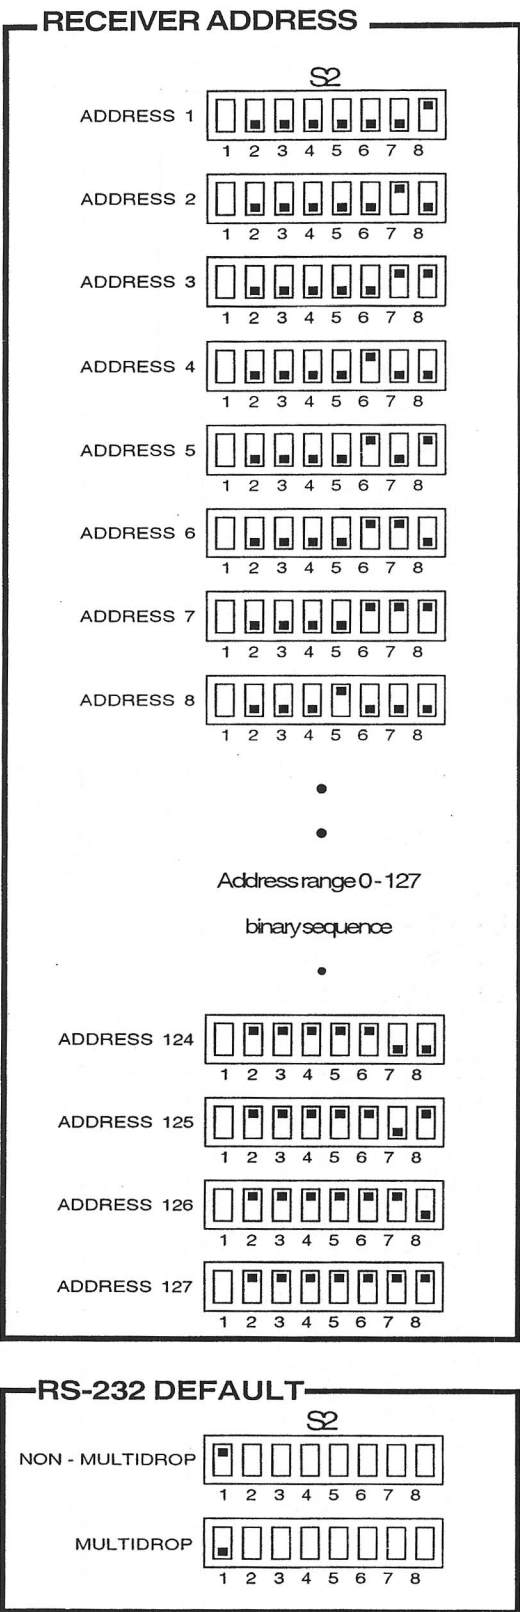 RECEIVER ADDRESS
S2
ADDRESS 1
1 2 3 4 5 6 7 8
ADDRESS 2
1 2 3 4 5 6 7 8
ADDRESS 3
1 2 3 4 5 6 7 8
ADDRESS 4
1 2 3 4 5 6 7 8
ADDRESS 5
1 2 3 4 5 6 7 8
ADDRESS 6
1 2 3 4 5 6 7 8
ADDRESS 7
1 2 3 4 5 6 7 8
ADDRESS 8
1 2 3 4 5 6 7 8
Address range 0 - 127
binary sequence
ADDRESS 124
1 2 3 4 5 6 7 8
ADDRESS 125
1 2 3 4 5 6 7 8
ADDRESS 126
1 2 3 4 5 6 7 8
ADDRESS 127
1 2 3 4 5 6 7 8
RS-232 DEFAULT
S2
NON - MULTIDROP
1 2 3 4 5 6 7 8
MULTIDROP
1 2 3 4 5 6 7 8